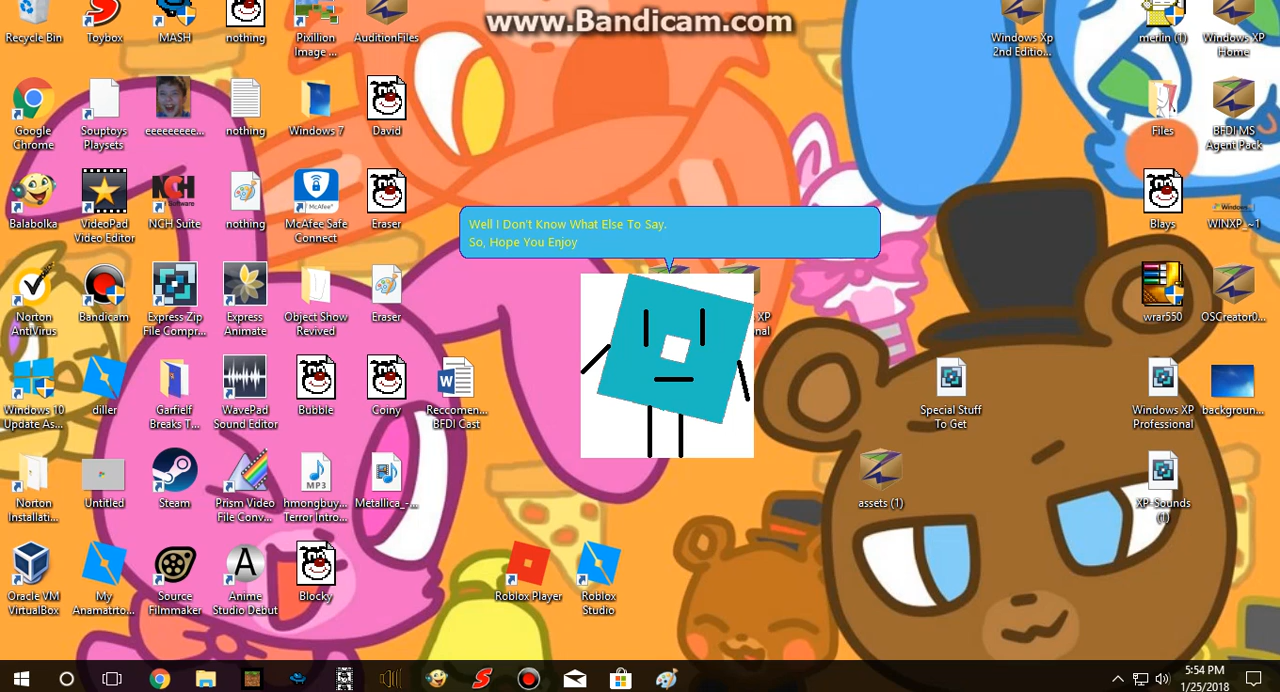 www.Bandicam.com
Recycle Bin
Toybox
MASH
nothing
Pixillion
Image ...
AuditionFiles
Windows Xp
2nd Editio...
merlin (1)
Windows XP
Home
Google
Chrome
Souptoys
Playsets
eeeeeeeee...
nothing
Windows 7
David
Files
BFDI MS
Agent Pack
Balabolka
VideoPad
Video Editor
NCH Suite
nothing
McAfee Safe
Connect
Eraser
Well I Don't Know What Else To Say.
So, Hope You Enjoy
Blays
WINXP_~1
Norton
AntiVirus
Bandicam
Express Zip
File Compr...
Express
Animate
Object Show
Revived
Eraser
XP
nal
wrar550
OSCreator0...
Windows 10
Update As...
diller
Garfielf
Breaks T...
WavePad
Sound Editor
Bubble
Coiny
Reccomen...
BFDI Cast
Special Stuff
To Get
Windows XP
Professional
backgroun...
Norton
Installati...
Untitled
Steam
Prism Video
File Conv...
hmongbuy...
Terror Intro...
Metallica_-...
assets (1)
XP-Sounds
(1)
Oracle VM
VirtualBox
My
Anamatrto...
Source
Filmmaker
Anime
Studio Debut
Blocky
Roblox Player
Roblox
Studio
5:54 PM
1/25/2018